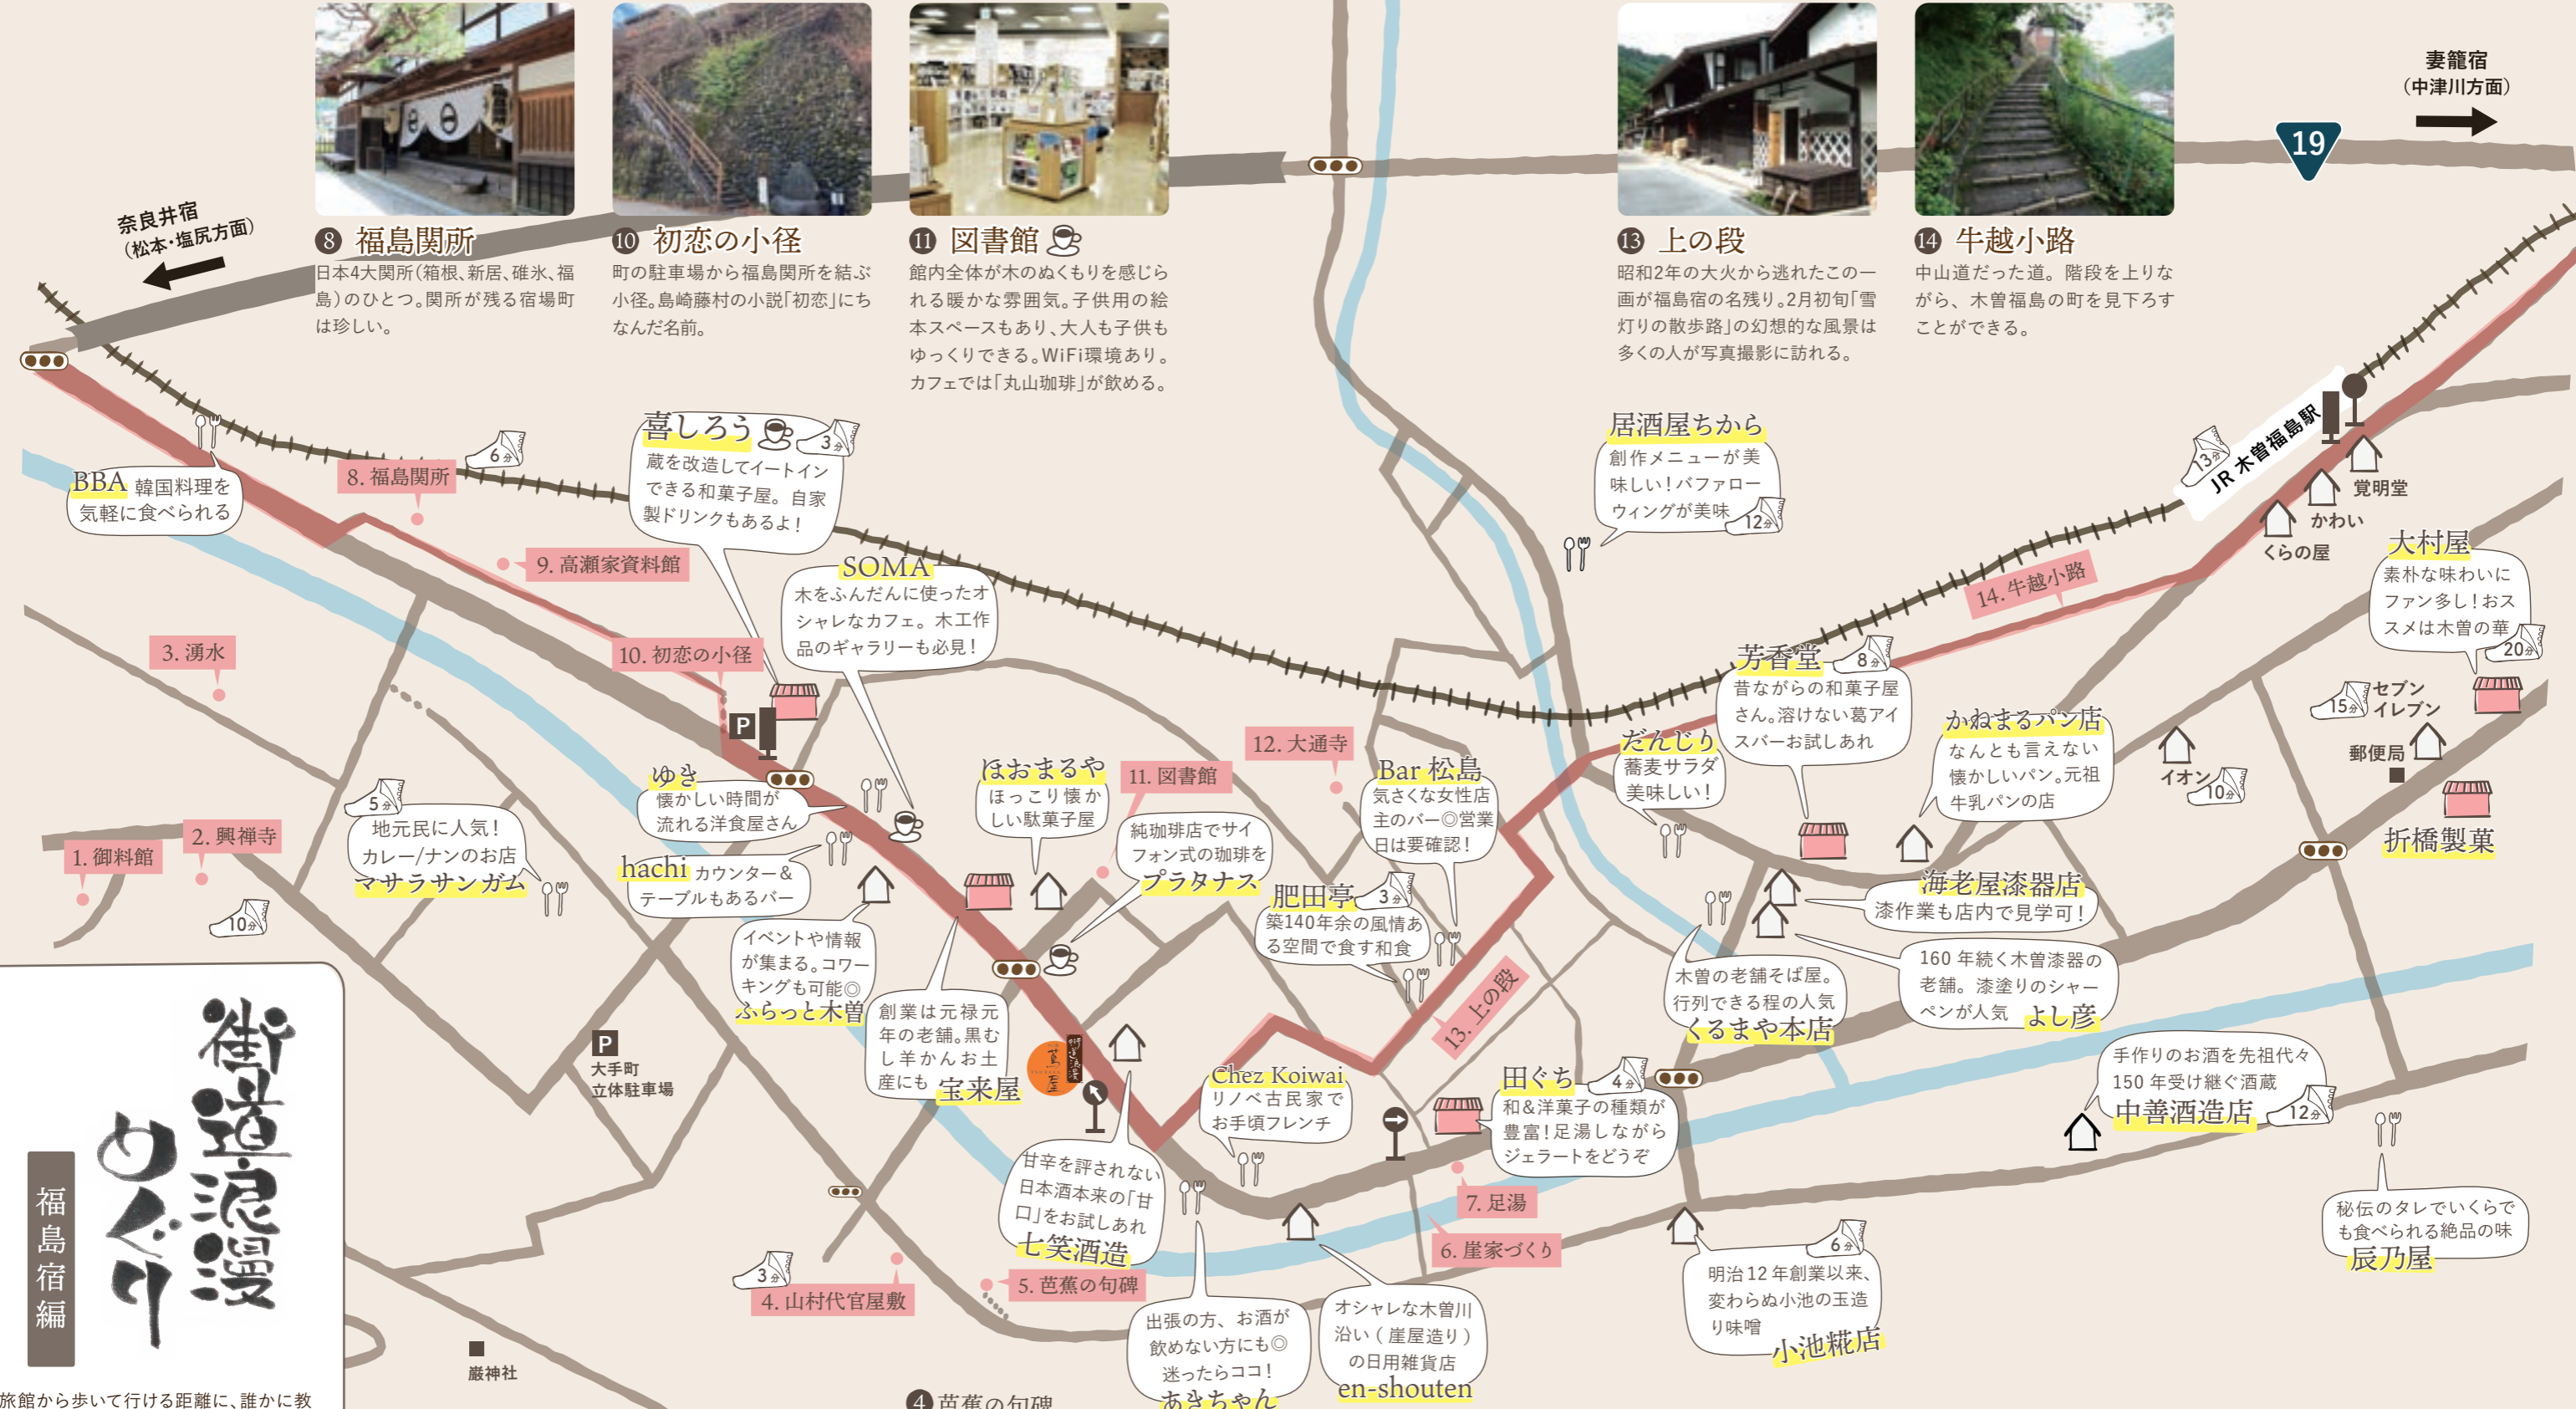 奈良井宿
(松本・塩尻方面)
8 福島関所
日本4大関所(箱根、新居、碓氷、福
島)のひとつ。関所が残る宿場町
は珍しい。
10 初恋の小径
町の駐車場から福島関所を結ぶ
小径。島崎藤村の小説「初恋」にち
なんだ名前。
11 図書館
館内全体が木のぬくもりを感じら
れる暖かな雰囲気。子供用の絵
本スペースもあり、大人も子供も
ゆっくりできる。WiFi環境あり。
カフェでは「丸山珈琲」が飲める。
13 上の段
昭和2年の大火から逃れたこの一
画が福島宿の名残り。2月初旬「雪
灯りの散歩路」の幻想的な風景は
多くの人が写真撮影に訪れる。
14 牛越小路
中山道だった道。階段を上りな
がら、木曽福島の町を見下ろす
ことができる。
妻籠宿
(中津川方面)
19
BBA 韓国料理を
気軽に食べられる
8. 福島関所
6分
喜しろう
3分
蔵を改造してイートイン
できる和菓子屋。自家
製ドリンクもあるよ！
9. 高瀬家資料館
SOMA
木をふんだんに使ったオ
シャレなカフェ。木工作
品のギャラリーも必見！
10. 初恋の小径
3. 湧水
居酒屋ちから
創作メニューが美
味しい！バファロー
ウィングが美味
12分
13分
JR 木曽福島駅
覚明堂
かわい
くらの屋
14. 牛越小路
大村屋
素朴な味わいに
ファン多し！おス
スメは木曽の華
20分
芳香堂
8分
昔ながらの和菓子屋
さん。溶けない葛アイ
スバーお試しあれ
かねまるパン店
なんとも言えない
懐かしいパン。元祖
牛乳パンの店
15分
セブン
イレブン
郵便局
イオン
10分
折橋製菓
だんじり
蕎麦サラダ
美味しい！
12. 大通寺
Bar 松島
気さくな女性店
主のバー◎営業
日は要確認！
P
ゆき
懐かしい時間が
流れる洋食屋さん
ほおまるや
ほっこり懐か
しい駄菓子屋
11. 図書館
純珈琲店でサイ
フォン式の珈琲を
プラタナス
hachi カウンター＆
テーブルもあるバー
5分
地元民に人気！
カレー/ナンのお店
マサラサンガム
2. 興禅寺
1. 御料館
10分
肥田亭
3分
築140年余の風情あ
る空間で食す和食
イベントや情報
が集まる。コワー
キングも可能◎
ふらっと木曽
創業は元禄元
年の老舗。黒む
し羊かんお土
産にも 宝来屋
海老屋漆器店
漆作業も店内で見学可！
160 年続く木曽漆器の
老舗。漆塗りのシャー
ペンが人気 よし彦
木曽の老舗そば屋。
行列できる程の人気
くるまや本店
13. 上の段
P
大手町
立体駐車場
蔦屋
Chez Koiwai
リノベ古民家で
お手頃フレンチ
田ぐち
4分
和&洋菓子の種類が
豊富！足湯しながら
ジェラートをどうぞ
手作りのお酒を先祖代々
150 年受け継ぐ酒蔵
中善酒造店
12分
甘辛を評されない
日本酒本来の「甘
口」をお試しあれ
七笑酒造
7. 足湯
6. 崖家づくり
5. 芭蕉の句碑
3分
4. 山村代官屋敷
秘伝のタレでいくらで
も食べられる絶品の味
辰乃屋
6分
明治 12 年創業以来、
変わらぬ小池の玉造
り味噌
小池糀店
出張の方、お酒が
飲めない方にも◎
迷ったらココ！
あきちゃん
オシャレな木曽川
沿い（崖屋造り）
の日用雑貨店
en-shouten
巌神社
街道浪漫
めぐり
福島宿編
旅館から歩いて行ける距離に、誰かに教
4 芭蕉の句碑